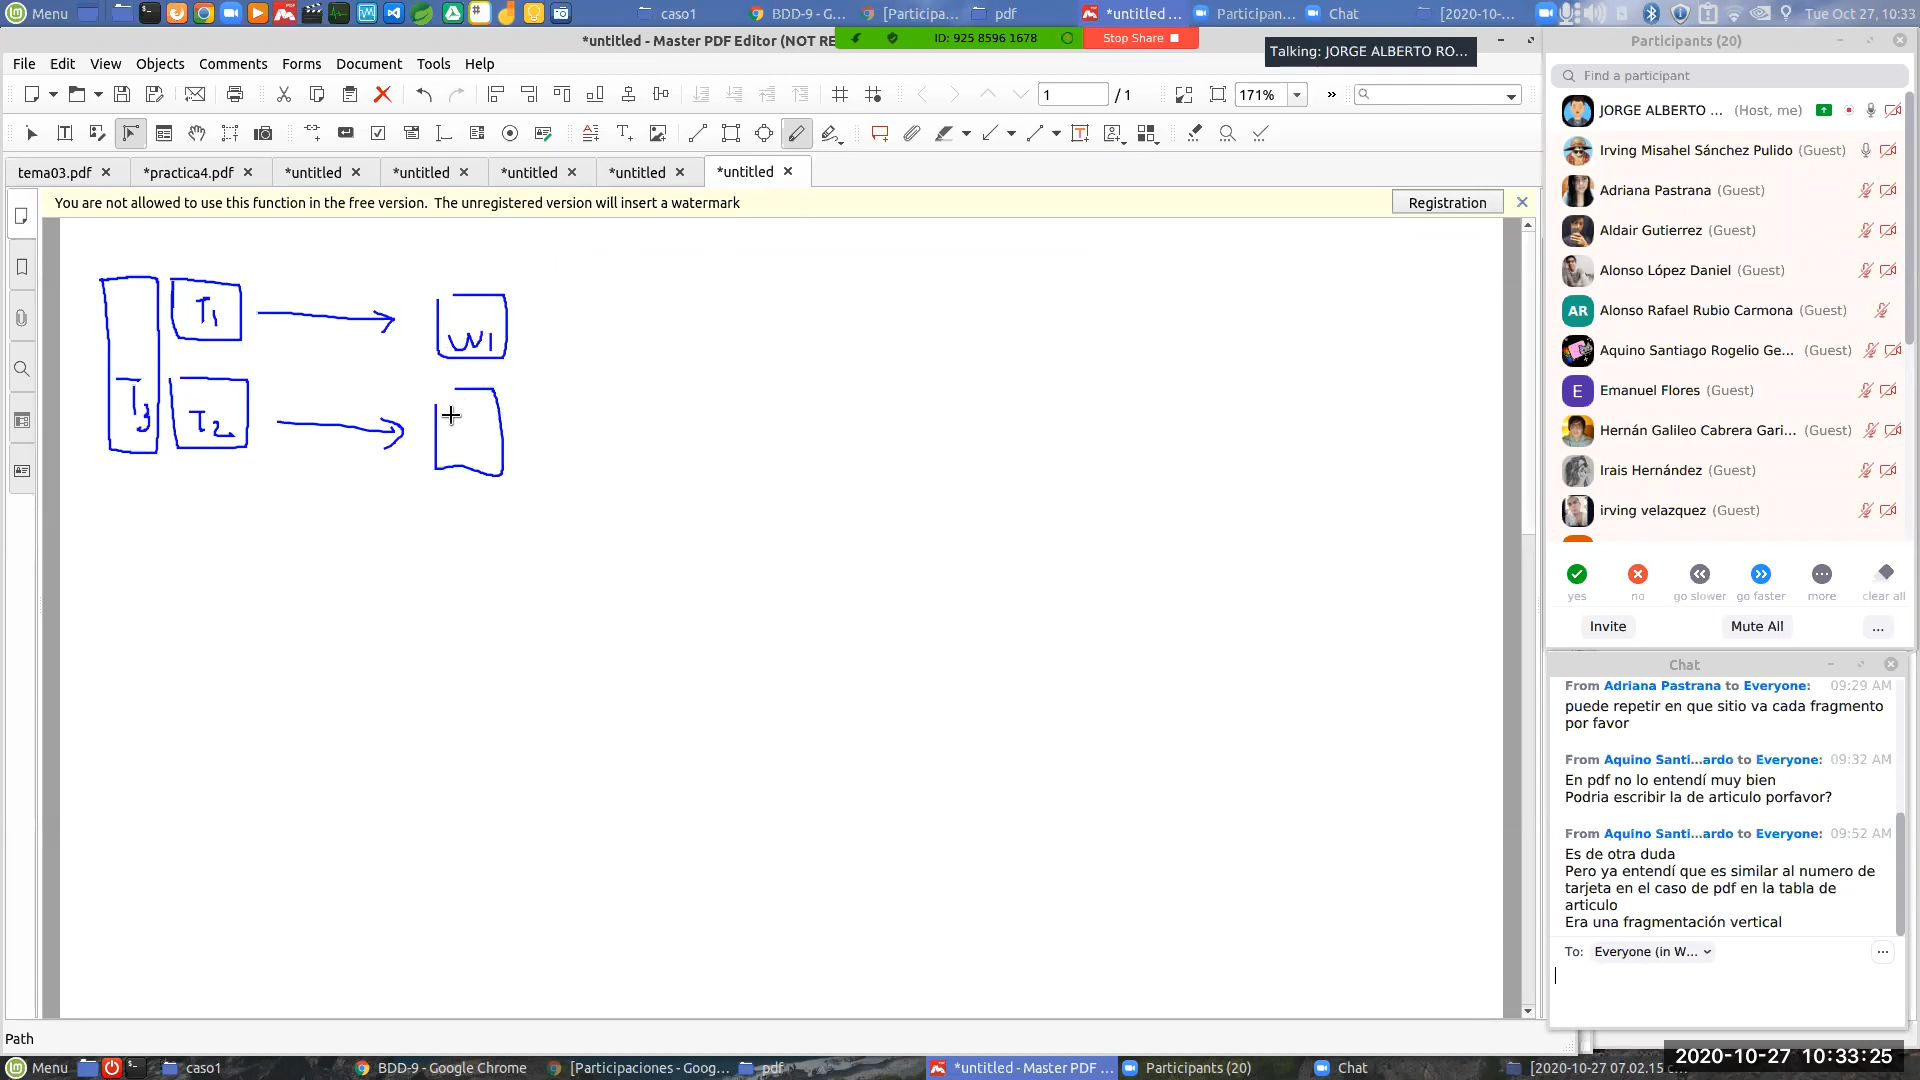 Menu
caso1
BDD-9 - G...
[Participa...
pdf
*untitled ...
Participan...
Chat
[2020-10-...
Tue Oct 27, 10:33
*untitled - Master PDF Editor (NOT RE
ID: 925 8596 1678
Stop Share
Talking: JORGE ALBERTO RO...
File Edit View Objects Comments Forms Document Tools Help
1 / 1
171%
tema03.pdf
*practica4.pdf
*untitled
*untitled
*untitled
*untitled
*untitled
You are not allowed to use this function in the free version. The unregistered version will insert a watermark
Registration
T1
W1
T3
T2
Path
Participants (20)
Find a participant
JORGE ALBERTO ... (Host, me)
Irving Misahel Sánchez Pulido (Guest)
Adriana Pastrana (Guest)
Aldair Gutierrez (Guest)
Alonso López Daniel (Guest)
AR Alonso Rafael Rubio Carmona (Guest)
Aquino Santiago Rogelio Ge... (Guest)
E Emanuel Flores (Guest)
Hernán Galileo Cabrera Gari... (Guest)
Irais Hernández (Guest)
irving velazquez (Guest)
yes no go slower go faster more clear all
Invite Mute All ...
Chat
From Adriana Pastrana to Everyone: 09:29 AM
puede repetir en que sitio va cada fragmento
por favor
From Aquino Santi...ardo to Everyone: 09:32 AM
En pdf no lo entendí muy bien
Podria escribir la de articulo porfavor?
From Aquino Santi...ardo to Everyone: 09:52 AM
Es de otra duda
Pero ya entendí que es similar al numero de
tarjeta en el caso de pdf en la tabla de
articulo
Era una fragmentación vertical
To: Everyone (in W...
Menu
caso1
BDD-9 - Google Chrome
[Participaciones - Goog...
pdf
*untitled - Master PDF ...
Participants (20)
Chat
[2020-10-27 07.02.15 c...
2020-10-27 10:33:25